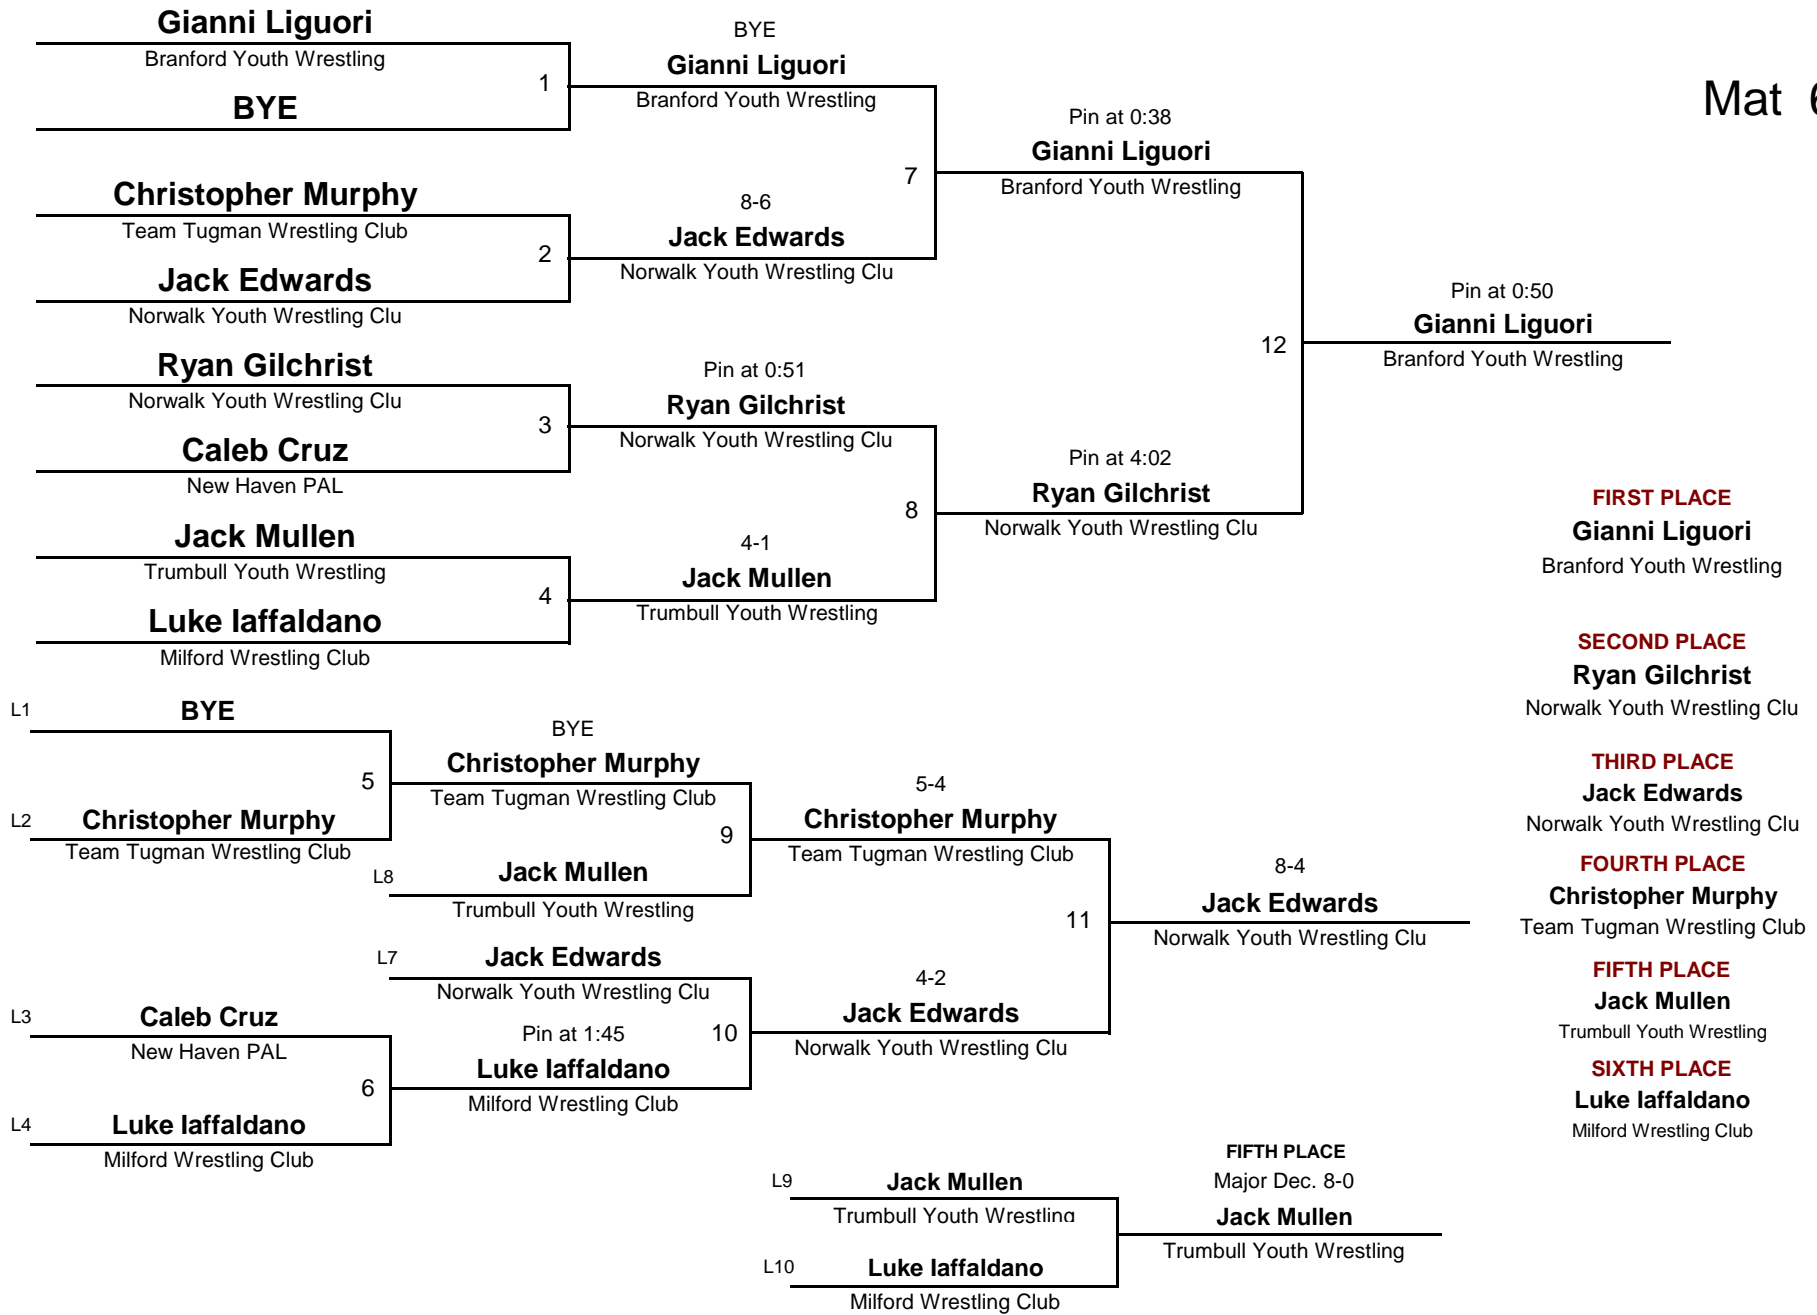 Gianni Liguori
Branford Youth Wrestling
1
BYE
BYE
Gianni Liguori
Branford Youth Wrestling
Mat 6
Christopher Murphy
Team Tugman Wrestling Club
2
Jack Edwards
Norwalk Youth Wrestling Clu
8-6
Jack Edwards
Norwalk Youth Wrestling Clu
7
Pin at 0:38
Gianni Liguori
Branford Youth Wrestling
Ryan Gilchrist
Norwalk Youth Wrestling Clu
3
Caleb Cruz
New Haven PAL
Pin at 0:51
Ryan Gilchrist
Norwalk Youth Wrestling Clu
Jack Mullen
Trumbull Youth Wrestling
4
Luke Iaffaldano
Milford Wrestling Club
4-1
Jack Mullen
Trumbull Youth Wrestling
8
Pin at 4:02
Ryan Gilchrist
Norwalk Youth Wrestling Clu
12
Pin at 0:50
Gianni Liguori
Branford Youth Wrestling
FIRST PLACE
Gianni Liguori
Branford Youth Wrestling
SECOND PLACE
Ryan Gilchrist
Norwalk Youth Wrestling Clu
THIRD PLACE
Jack Edwards
Norwalk Youth Wrestling Clu
FOURTH PLACE
Christopher Murphy
Team Tugman Wrestling Club
FIFTH PLACE
Jack Mullen
Trumbull Youth Wrestling
SIXTH PLACE
Luke Iaffaldano
Milford Wrestling Club
L1 BYE
5
L2 Christopher Murphy
Team Tugman Wrestling Club
BYE
Christopher Murphy
Team Tugman Wrestling Club
9
L8 Jack Mullen
Trumbull Youth Wrestling
5-4
Christopher Murphy
Team Tugman Wrestling Club
L7 Jack Edwards
Norwalk Youth Wrestling Clu
L3 Caleb Cruz
New Haven PAL
6
L4 Luke Iaffaldano
Milford Wrestling Club
Pin at 1:45
10
Luke Iaffaldano
Milford Wrestling Club
4-2
Jack Edwards
Norwalk Youth Wrestling Clu
11
8-4
Jack Edwards
Norwalk Youth Wrestling Clu
L9 Jack Mullen
Trumbull Youth Wrestling
L10 Luke Iaffaldano
Milford Wrestling Club
FIFTH PLACE
Major Dec. 8-0
Jack Mullen
Trumbull Youth Wrestling